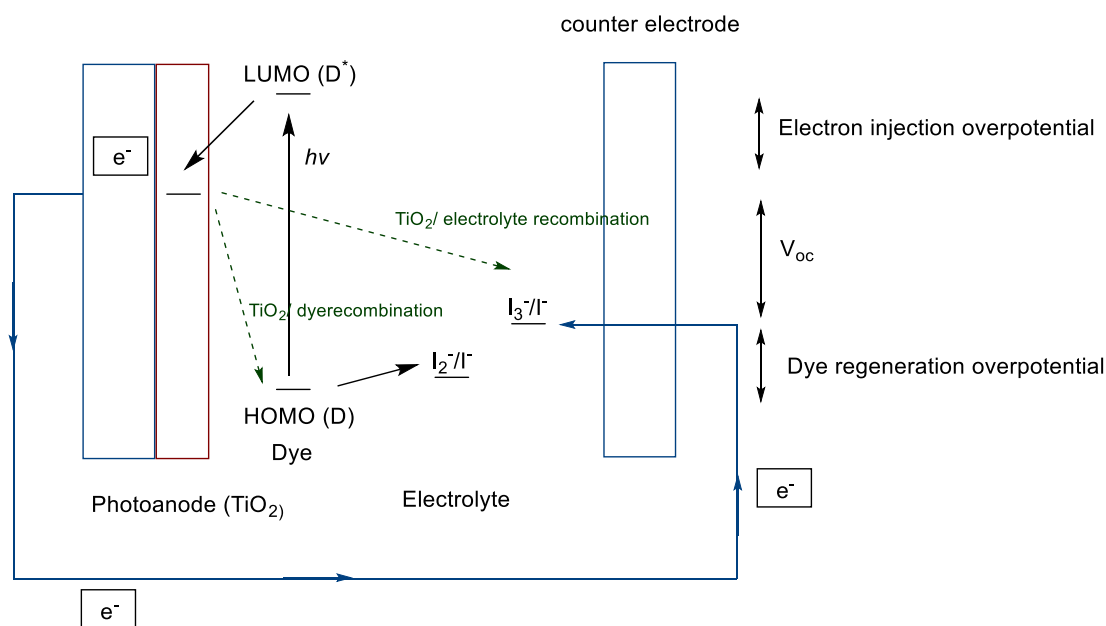 counter electrode
LUMO (D*)
Electron injection overpotential
e-
hv
TiO2/ electrolyte recombination
Voc
I3-/I-
TiO2/ dyerecombination
I2-/I-
Dye regeneration overpotential
HOMO (D)
Dye
e-
Photoanode (TiO2)
Electrolyte
e-